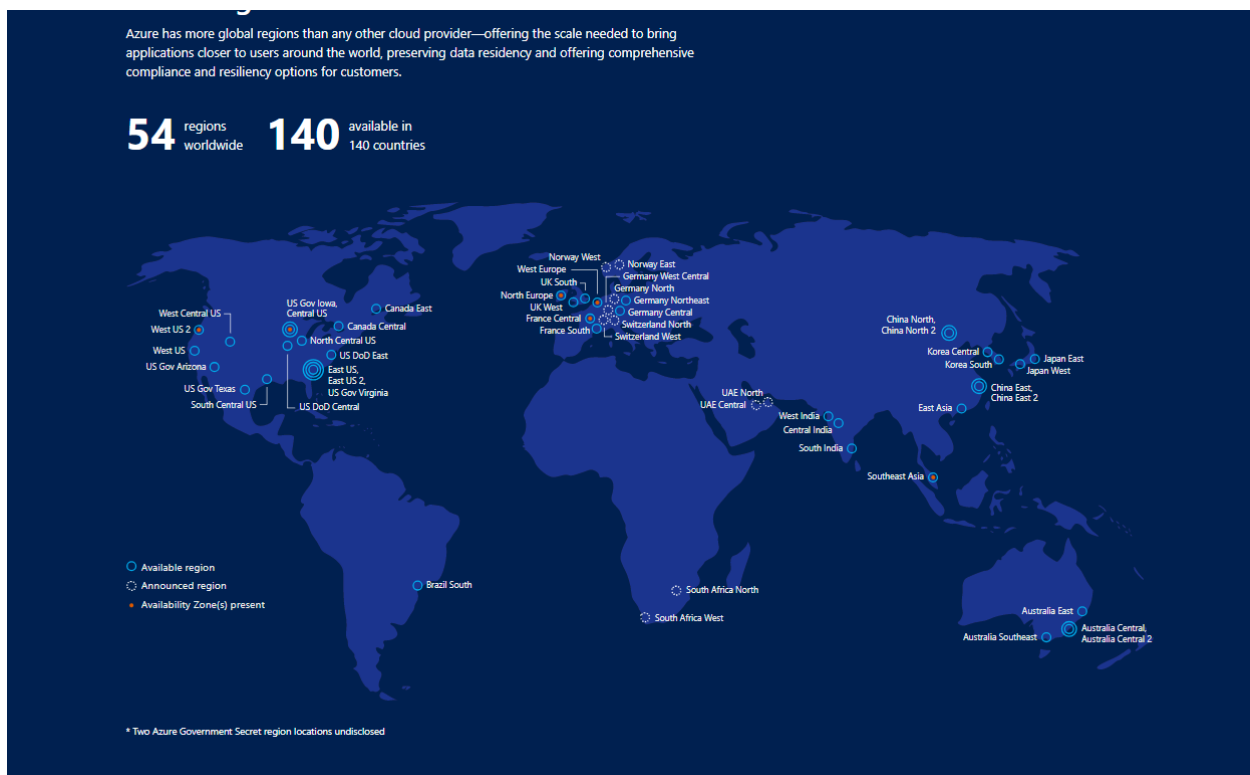 Azure has more global regions than any other cloud provider—offering the scale needed to bring
applications closer to users around the world, preserving data residency and offering comprehensive
compliance and resiliency options for customers.
54 regions
worldwide
140 available in
140 countries
Norway West
Norway East
West Europe
Germany West Central
UK South
Germany North
North Europe
Germany Northeast
UK West
Germany Central
France Central
Switzerland North
France South
Switzerland West
West Central US
US Gov Iowa,
Central US
Canada East
West US 2
Canada Central
North Central US
West US
US DoD East
US Gov Arizona
East US,
East US 2,
US Gov Virginia
US Gov Texas
South Central US
US DoD Central
China North,
China North 2
Korea Central
Korea South
Japan East
Japan West
China East,
China East 2
East Asia
UAE North
UAE Central
West India
Central India
South India
Southeast Asia
Available region
Announced region
Availability Zone(s) present
Brazil South
South Africa North
South Africa West
Australia East
Australia Central,
Australia Central 2
Australia Southeast
* Two Azure Government Secret region locations undisclosed